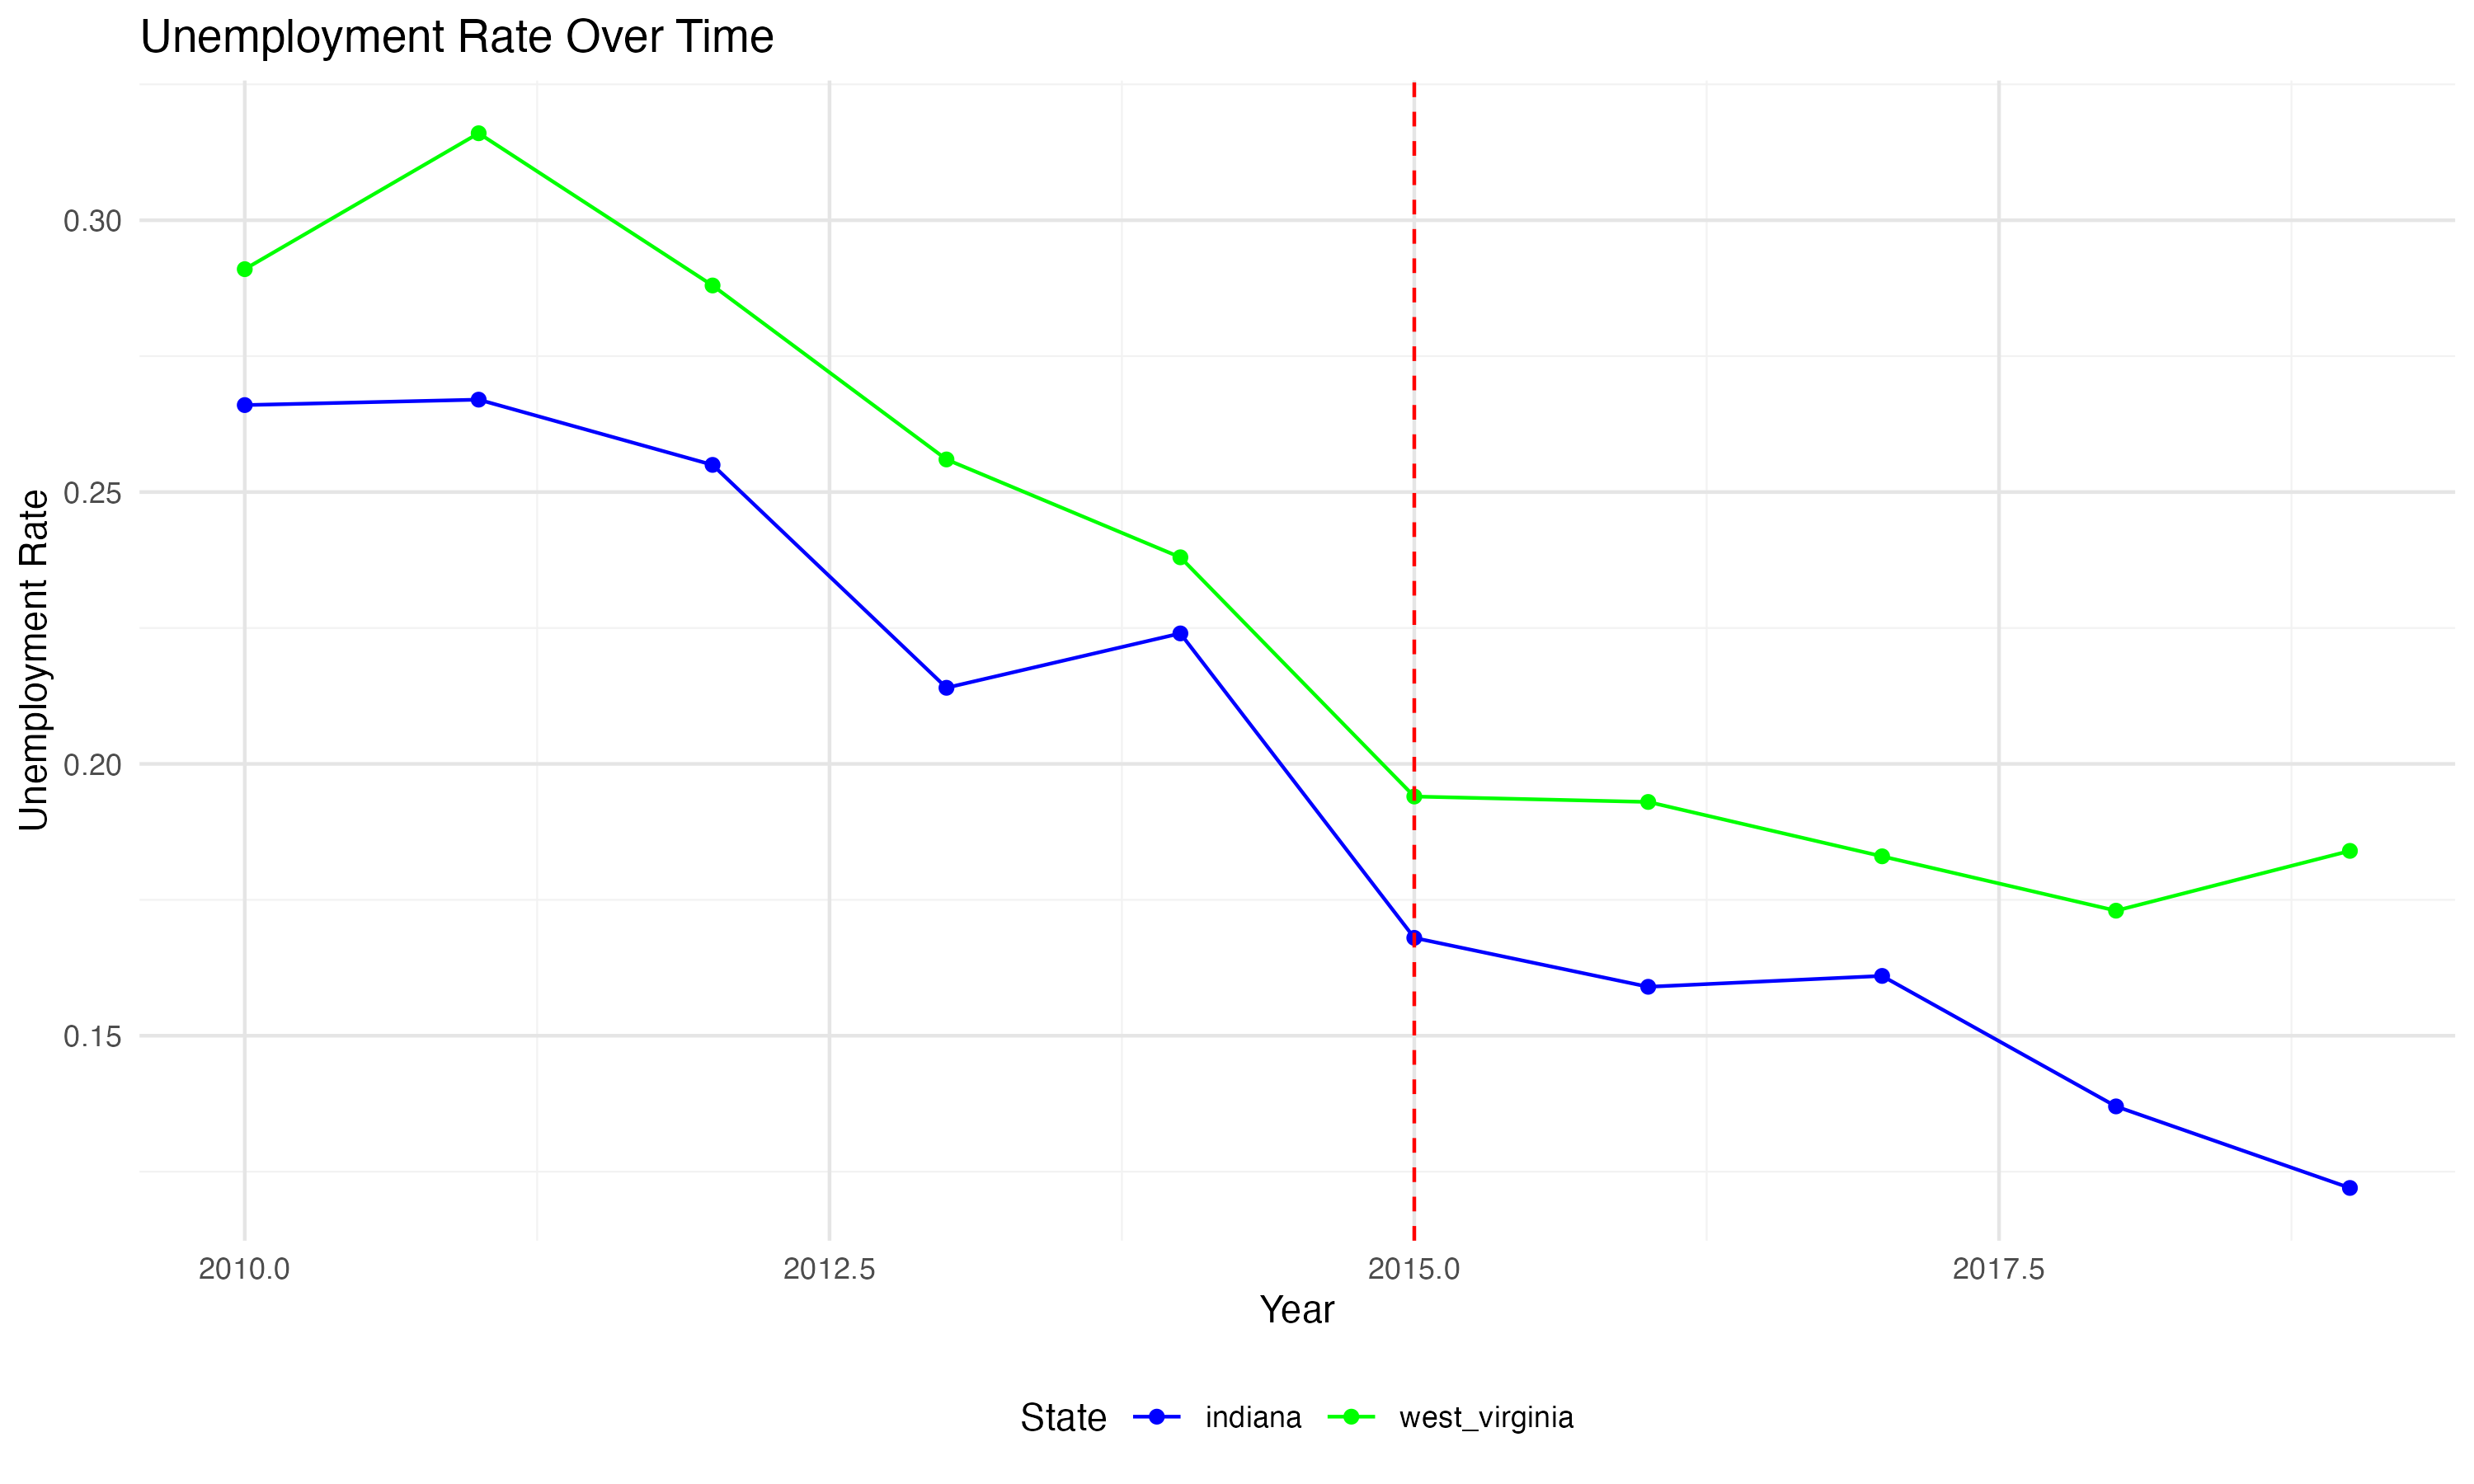 Unemployment Rate Over Time
Unemployment Rate
0.30
0.25
0.20
0.15
2010.0 2012.5 2015.0 2017.5
Year
State indiana west_virginia